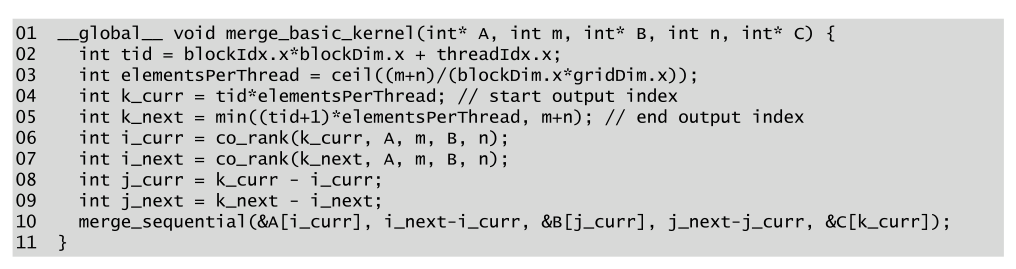 01 __global__ void merge_basic_kernel(int* A, int m, int* B, int n, int* C) {
02   int tid = blockIdx.x*blockDim.x + threadIdx.x;
03   int elementsPerThread = ceil((m+n)/(blockDim.x*gridDim.x));
04   int k_curr = tid*elementsPerThread; // start output index
05   int k_next = min((tid+1)*elementsPerThread, m+n); // end output index
06   int i_curr = co_rank(k_curr, A, m, B, n);
07   int i_next = co_rank(k_next, A, m, B, n);
08   int j_curr = k_curr - i_curr;
09   int j_next = k_next - i_next;
10   merge_sequential(&A[i_curr], i_next-i_curr, &B[j_curr], j_next-j_curr, &C[k_curr]);
11 }